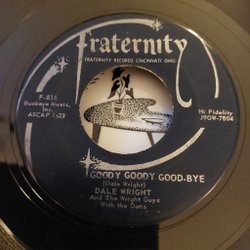 Fraternity
FRATERNITY RECORDS CINCINNATI OHIO
F-818
Buckeye Music,
Inc.
ASCAP 1:23
Hi Fidelity
J9OW-7804
GOODY GOODY GOOD-BYE
(Dale Wright)
DALE WRIGHT
And The Wright Guys
With the Dons